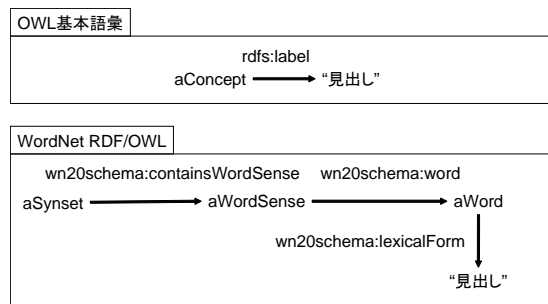 OWL基本語彙
rdfs:label
aConcept “見出し”
WordNet RDF/OWL
wn20schema:containsWordSense wn20schema:word
aSynset aWordSense aWord
wn20schema:lexicalForm
“見出し”